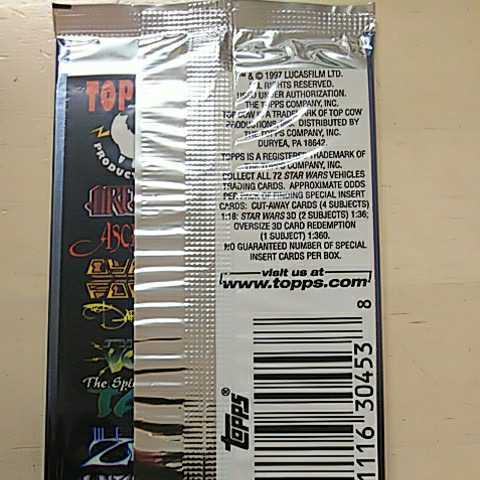 TOP
PRODUC
ASC
The Spi
™ & © 1997 LUCASFILM LTD.
ALL RIGHTS RESERVED.
USED UNDER AUTHORIZATION.
THE TOPPS COMPANY, INC.
TOP COW IS A TRADEMARK OF TOP COW
PRODUCTIONS, INC. DISTRIBUTED BY
THE TOPPS COMPANY, INC.
DURYEA, PA 18642.
TOPPS IS A REGISTERED TRADEMARK OF
THE TOPPS COMPANY, INC.
COLLECT ALL 72 STAR WARS VEHICLES
TRADING CARDS. APPROXIMATE ODDS
PER PACK OF FINDING SPECIAL INSERT
CARDS: CUT-AWAY CARDS (4 SUBJECTS)
1:18; STAR WARS 3D (2 SUBJECTS) 1:36;
OVERSIZE 3D CARD REDEMPTION
(1 SUBJECT) 1:360.
NO GUARANTEED NUMBER OF SPECIAL
INSERT CARDS PER BOX.
visit us at
www.topps.com
topps®
1116 30453 8